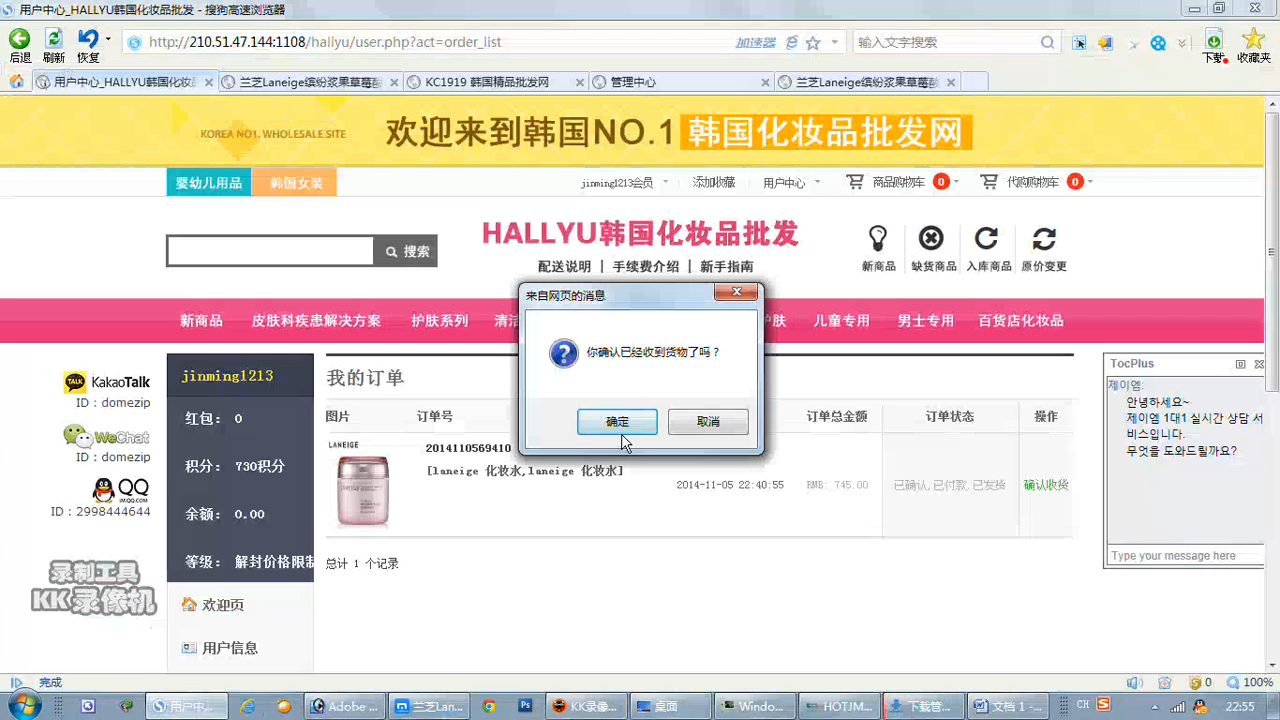 用户中心_HALLYU韩国化妆品批发 - 搜狗高速浏览器
后退 刷新 恢复 http://210.51.47.144:1108/hallyu/user.php?act=order_list 加速器 输入文字搜索 下载 收藏夹
用户中心_HALLYU韩国化妆品 兰芝Laneige缤纷浆果草莓酸 KC1919 韩国精品批发网 管理中心 兰芝Laneige缤纷浆果草莓酸
KOREA NO1. WHOLESALE SITE 欢迎来到韩国NO.1 韩国化妆品批发网
婴幼儿用品 韩国女装 jinming1213会员 添加收藏 用户中心 商品购物车 0 代购购物车 0
搜索
HALLYU韩国化妆品批发
配送说明 | 手续费介绍 | 新手指南
新商品 缺货商品 入库商品 原价变更
新商品 皮肤科疾患解决方案 护肤系列 清洁 护肤 儿童专用 男士专用 百货店化妆品
来自网页的消息
你确认已经收到货物了吗？
确定 取消
TALK KakaoTalk
ID : domezip
WeChat
ID : domezip
QQ
IM.QQ.COM
ID : 2998444644
录制工具
KK录像机
jinming1213
红包： 0
积分： 730积分
余额： 0.00
等级： 解封价格限制
欢迎页
用户信息
我的订单
图片 订单号 订单总金额 订单状态 操作
LANEIGE
2014110569410
[laneige 化妆水,laneige 化妆水]
2014-11-05 22:40:55 RMB: 745.00 已确认,已付款,已发货 确认收货
总计 1 个记录
TocPlus
제이엠:
안녕하세요~
제이엠 1대1 실시간 상담 서
비스입니다.
무엇을 도와드릴까요?
Type your message here
完成 0 100%
用户中... Adobe ... 兰芝Lan... Ps KK录像... 桌面 Windo... HOTJM... 下载管... 文档 1 -... CH 22:55